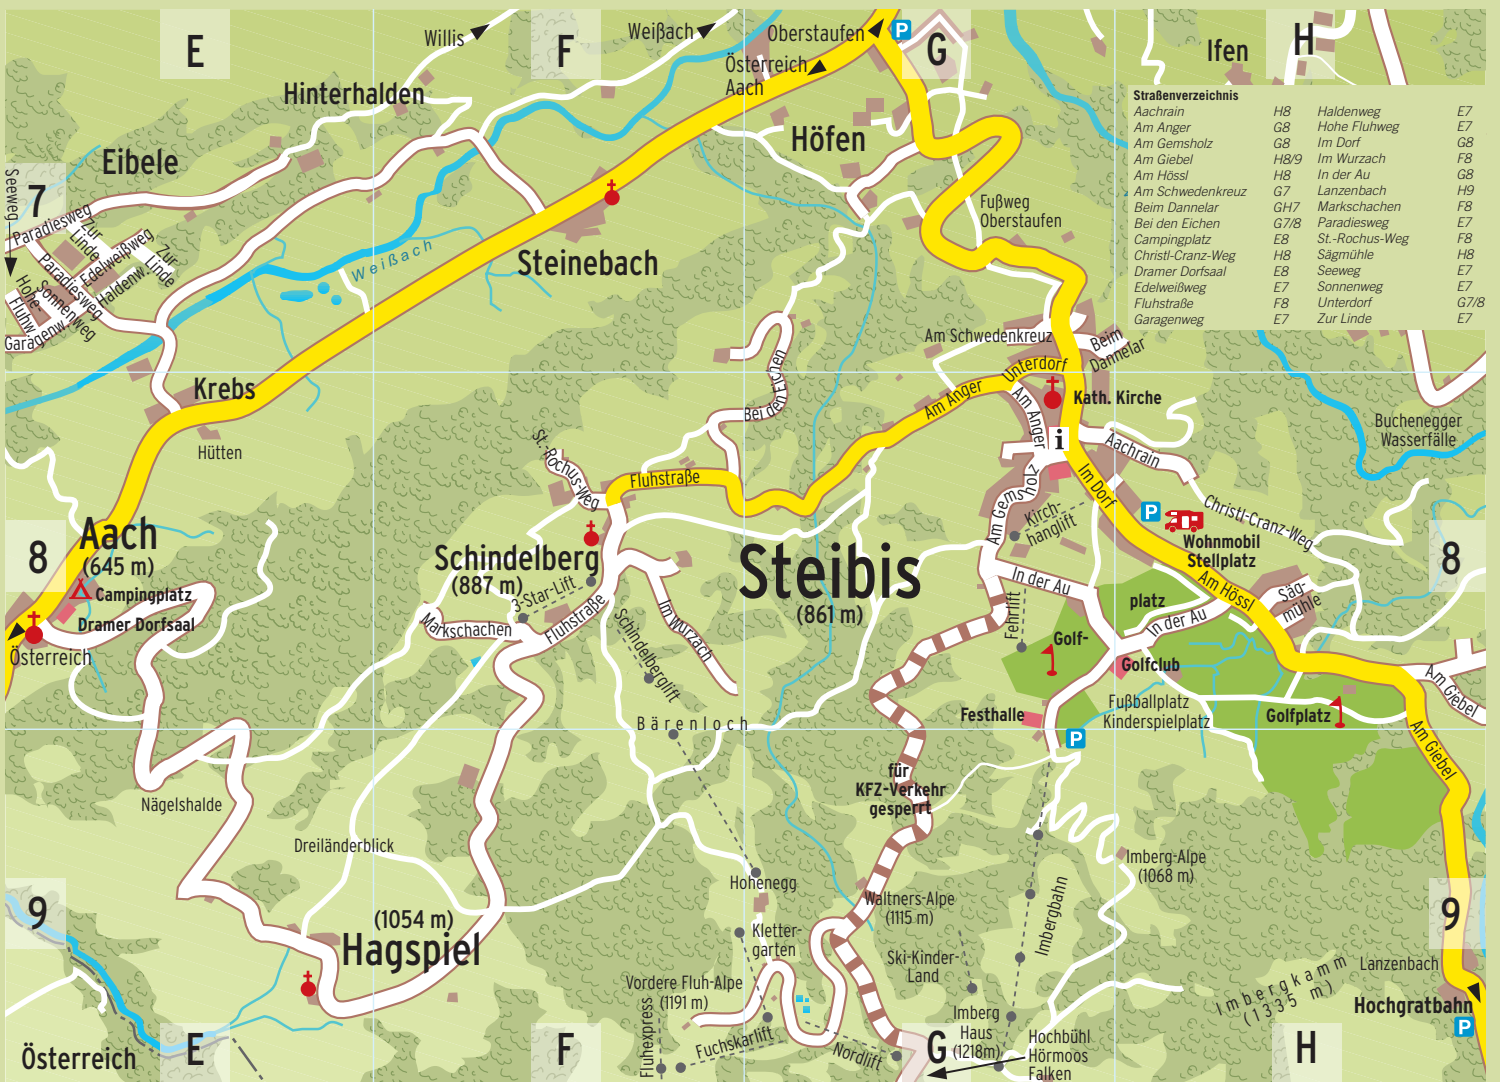 E
F
G
H
Willis
Weißach
Oberstaufen
P
Österreich
Aach
Ifen
Hinterhalden
Höfen
Eibele
7
Seeweg
Straßenverzeichnis
Aachrain H8
Am Anger G8
Am Gemsholz G8
Am Giebel H8/9
Am Hössl H8
Am Schwedenkreuz G7
Beim Dannelar GH7
Bei den Eichen G7/8
Campingplatz E8
Christl-Cranz-Weg H8
Dramer Dorfsaal E8
Edelweißweg E7
Fluhstraße F8
Garagenweg E7
Haldenweg E7
Hohe Fluhweg E7
Im Dorf G8
Im Wurzach F8
In der Au G8
Lanzenbach H9
Markschachen F8
Paradiesweg E7
St.-Rochus-Weg F8
Sägmühle H8
Seeweg E7
Sonnenweg E7
Unterdorf G7/8
Zur Linde E7
Paradiesweg
Zur
Linde
Edelweißweg
Zur
Linde
Paradiesweg
Haldenw.
Sonnenweg
Hohe-
Fluhw.
Garagenw.
Weißach
Steinebach
Fußweg
Oberstaufen
Am Schwedenkreuz
Beim
Dannelar
Unterdorf
Krebs
Bei den Eichen
Am Anger
Am Anger
Kath. Kirche
Buchenegger
Wasserfälle
Hütten
St.-Rochus-Weg
Fluhstraße
i
Aachrain
Im Dorf
Am Gems-
holz
Kirch-
hanglift
P
Christl-Cranz-Weg
Wohnmobil
Stellplatz
8
Aach
(645 m)
Campingplatz
Dramer Dorfsaal
Österreich
Schindelberg
(887 m)
3-Star-Lift
Markschachen
Fluhstraße
Im Wurzach
Schindelberglift
Steibis
(861 m)
In der Au
Fehrlift
Golf-
platz
In der Au
Am Hössl
Säg-
mühle
8
Golfclub
Fußballplatz
Kinderspielplatz
Golfplatz
Am Giebel
Am Giebel
Festhalle
P
Bärenloch
für
KFZ-Verkehr
gesperrt
Nägelshalde
Dreiländerblick
Hohenegg
Imberg-Alpe
(1068 m)
9
(1054 m)
Hagspiel
Waltners-Alpe
(1115 m)
Kletter-
garten
Ski-Kinder-
Land
Imbergbahn
9
Lanzenbach
Imbergkamm
(1335 m)
Hochgratbahn
P
Vordere Fluh-Alpe
(1191 m)
Fluhexpress
Fuchskarlift
Nordlift
Imberg
Haus
(1218m)
Hochbühl
Hörmoos
Falken
Österreich
E
F
G
H